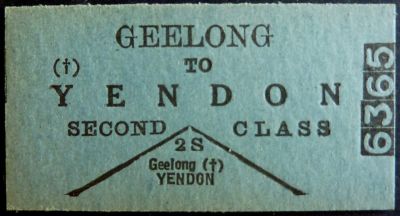 GEELONG
(†) TO
YENDON
SECOND CLASS
2S
Geelong (†)
YENDON
6365